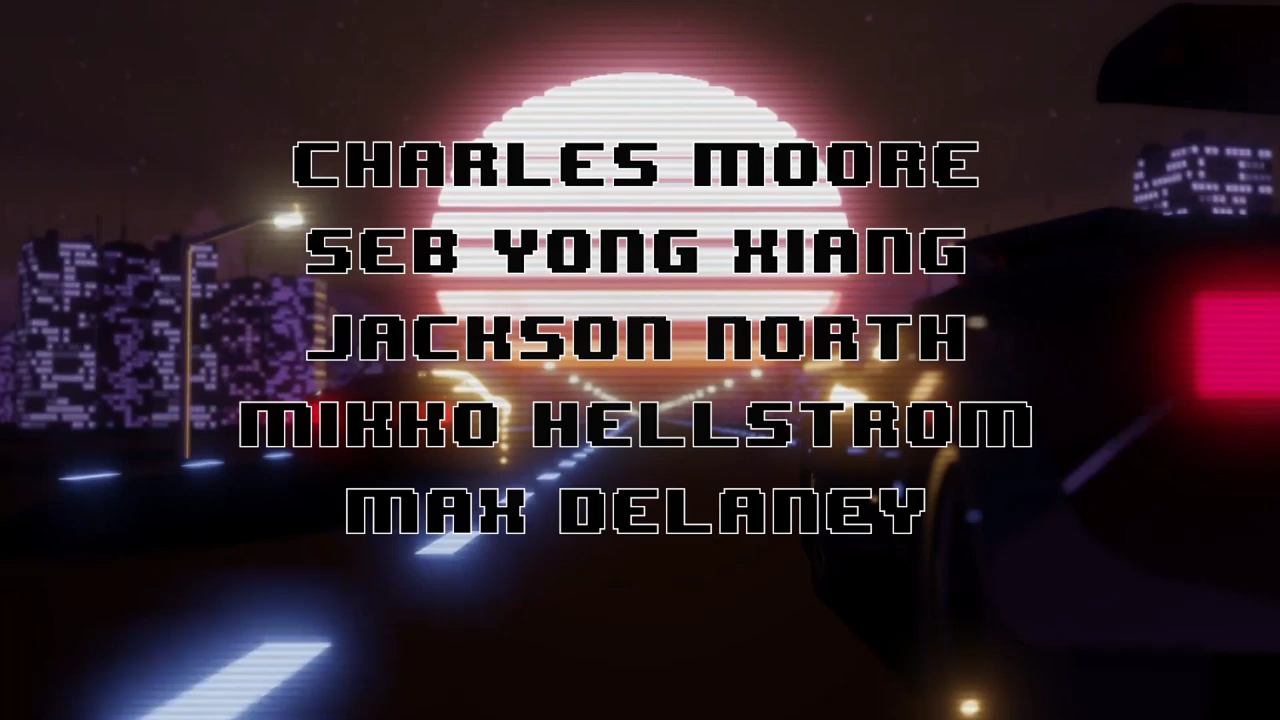 CHARLES MOORE
SEB YONG XIANG
JACKSON NORTH
MIKKO HELLSTROM
MAX DELANEY